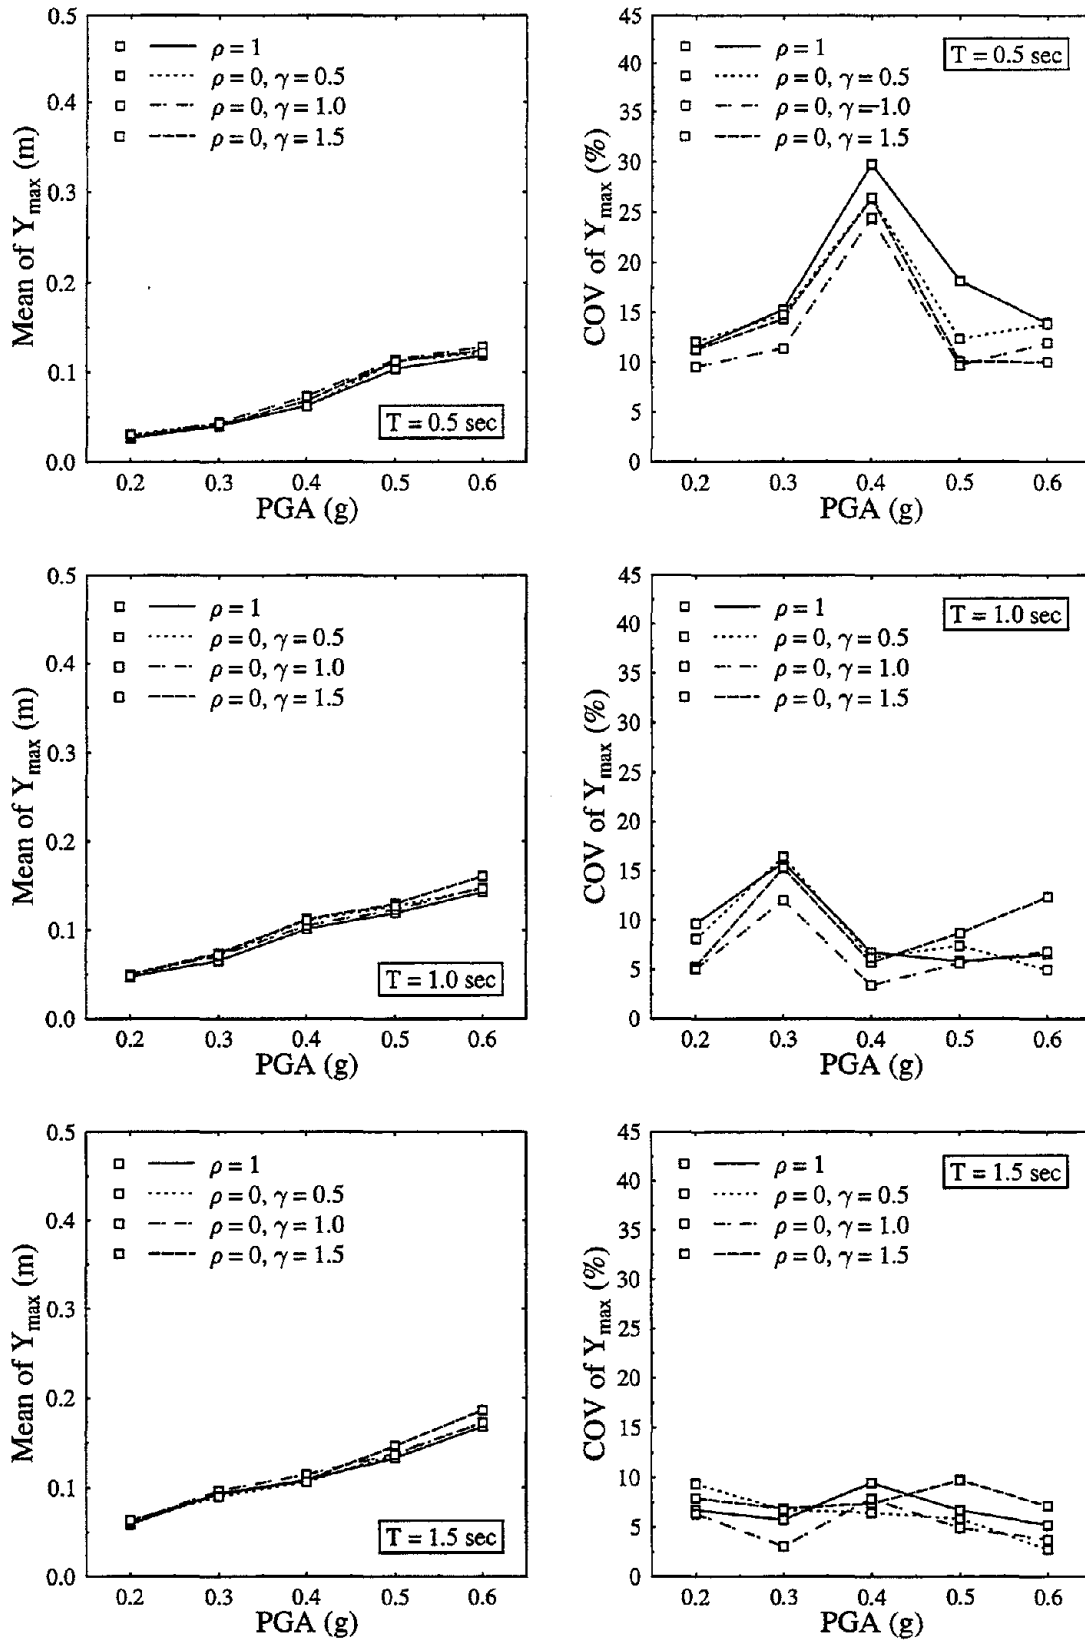 Mean of Y_max (m)
0.5
0.4
0.3
0.2
0.1
0.0
ρ = 1
ρ = 0, γ = 0.5
ρ = 0, γ = 1.0
ρ = 0, γ = 1.5
T = 0.5 sec
0.2 0.3 0.4 0.5 0.6
PGA (g)
COV of Y_max (%)
45
40
35
30
25
20
15
10
5
0
ρ = 1
ρ = 0, γ = 0.5
ρ = 0, γ = 1.0
ρ = 0, γ = 1.5
T = 0.5 sec
0.2 0.3 0.4 0.5 0.6
PGA (g)
Mean of Y_max (m)
0.5
0.4
0.3
0.2
0.1
0.0
ρ = 1
ρ = 0, γ = 0.5
ρ = 0, γ = 1.0
ρ = 0, γ = 1.5
T = 1.0 sec
0.2 0.3 0.4 0.5 0.6
PGA (g)
COV of Y_max (%)
45
40
35
30
25
20
15
10
5
0
ρ = 1
ρ = 0, γ = 0.5
ρ = 0, γ = 1.0
ρ = 0, γ = 1.5
T = 1.0 sec
0.2 0.3 0.4 0.5 0.6
PGA (g)
Mean of Y_max (m)
0.5
0.4
0.3
0.2
0.1
0.0
ρ = 1
ρ = 0, γ = 0.5
ρ = 0, γ = 1.0
ρ = 0, γ = 1.5
T = 1.5 sec
0.2 0.3 0.4 0.5 0.6
PGA (g)
COV of Y_max (%)
45
40
35
30
25
20
15
10
5
0
ρ = 1
ρ = 0, γ = 0.5
ρ = 0, γ = 1.0
ρ = 0, γ = 1.5
T = 1.5 sec
0.2 0.3 0.4 0.5 0.6
PGA (g)